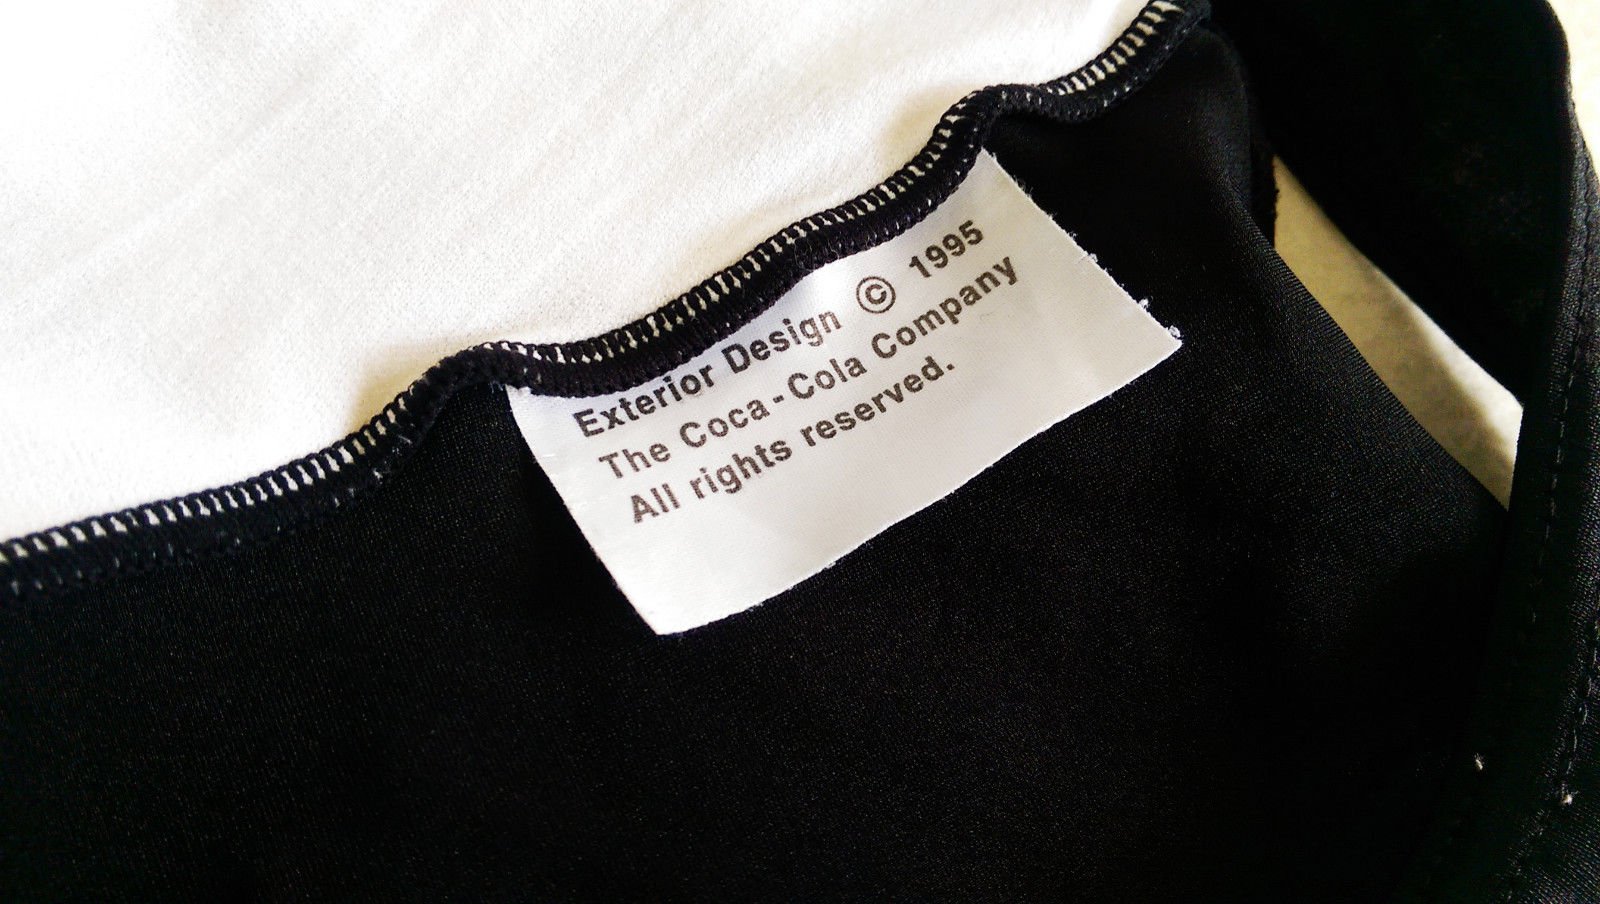 Exterior Design © 1995
The Coca-Cola Company
All rights reserved.